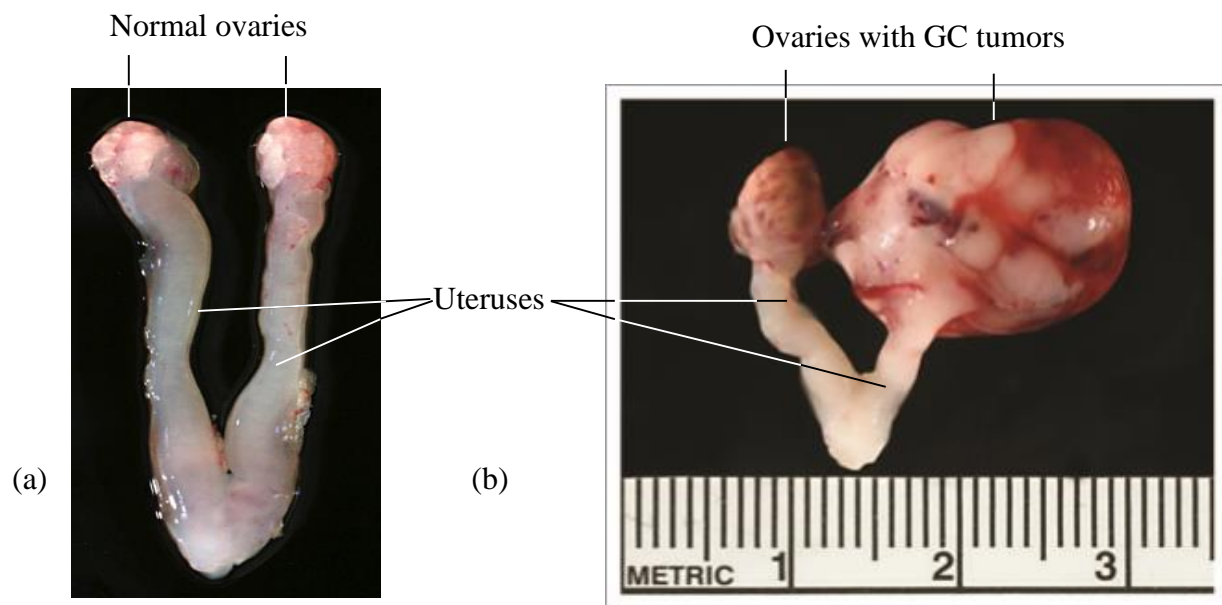 Normal ovaries
Ovaries with GC tumors
Uteruses
(a)
(b)
METRIC 1 2 3